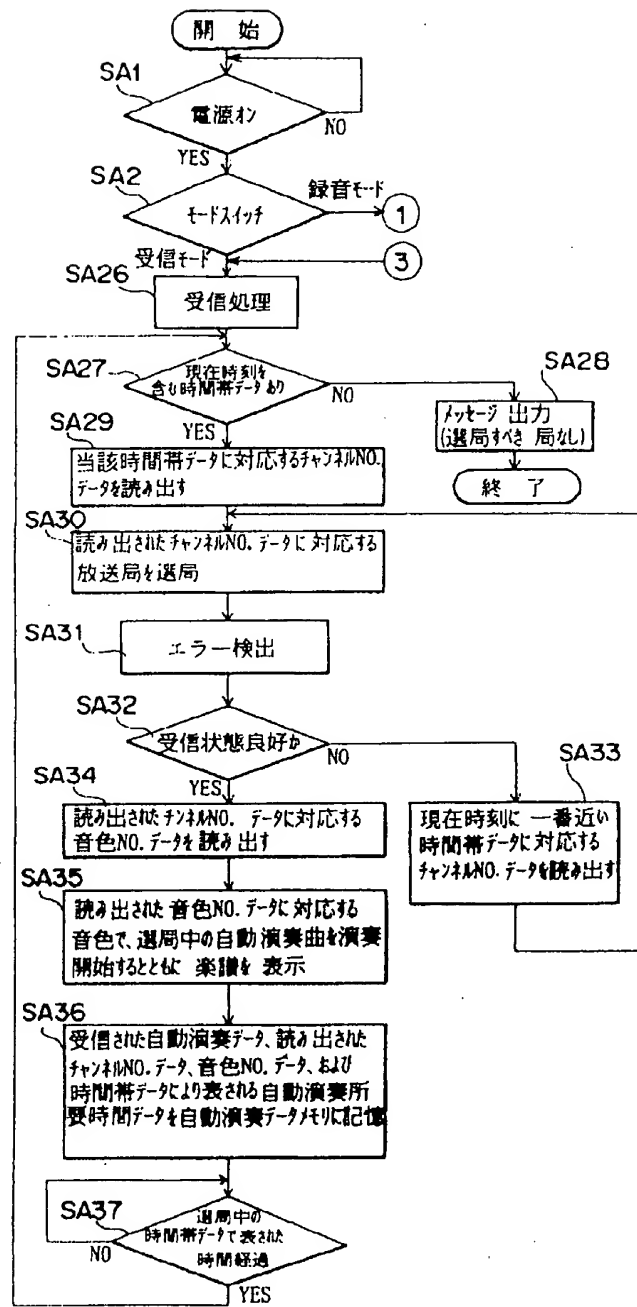 開 始
SA1
電源オン
NO
YES
SA2
モードスイッチ
録音モード
1
受信モード
3
SA26
受信処理
SA27
現在時刻を
含む時間帯データあり
NO
YES
SA28
メッセージ 出力
(選局すべき 局なし)
終 了
SA29
当該時間帯データに対応するチャンネルNO.
データを読み出す
SA30
読み出されたチャンネルNO.データに対応する
放送局を選局
SA31
エラー検出
SA32
受信状態良好か
NO
YES
SA33
現在時刻に 一番近い
時間帯データに対応する
チャンネルNO.データを読み出す
SA34
読み出されたチンネルNO. データに対応する
音色NO.データを読み出す
SA35
読み出された 音色NO.データに対応する
音色で、選局中の自動演奏曲を演奏
開始するとともに 楽譜を 表示
SA36
受信された自動演奏データ、読み出された
チャンネルNO.データ、音色NO.データ、および
時間帯データにより表される自動演奏所
要時間データを自動演奏データメモリに記憶
SA37
選局中の
時間帯データで表された
時間経過
NO
YES